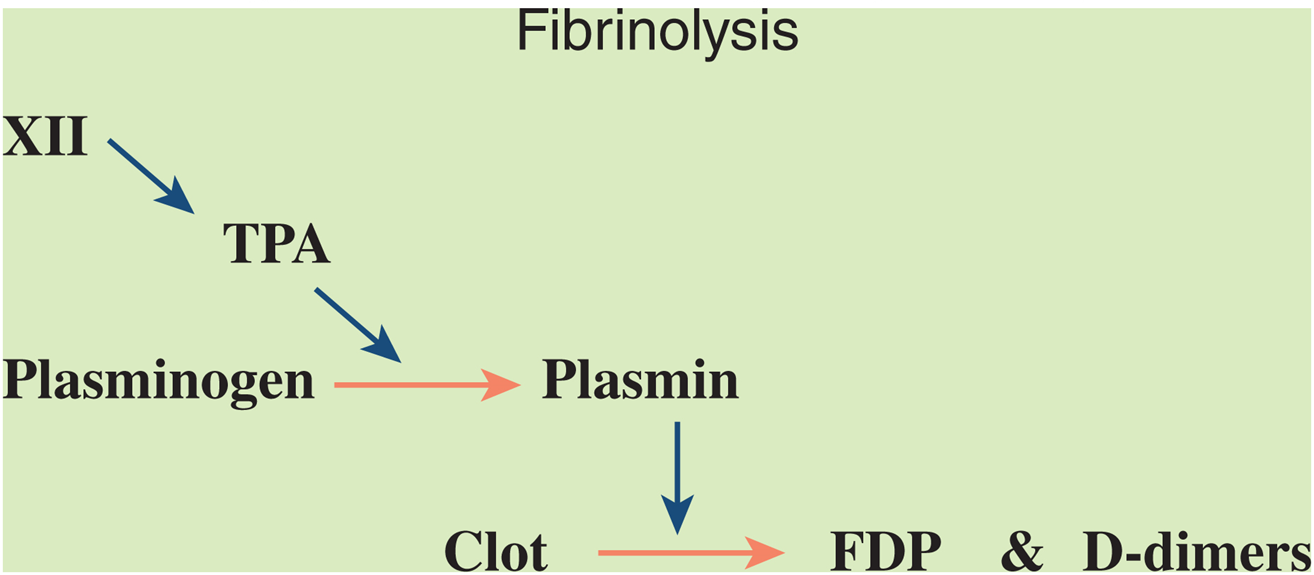 Fibrinolysis
XII
TPA
Plasminogen Plasmin
Clot FDP & D-dimers